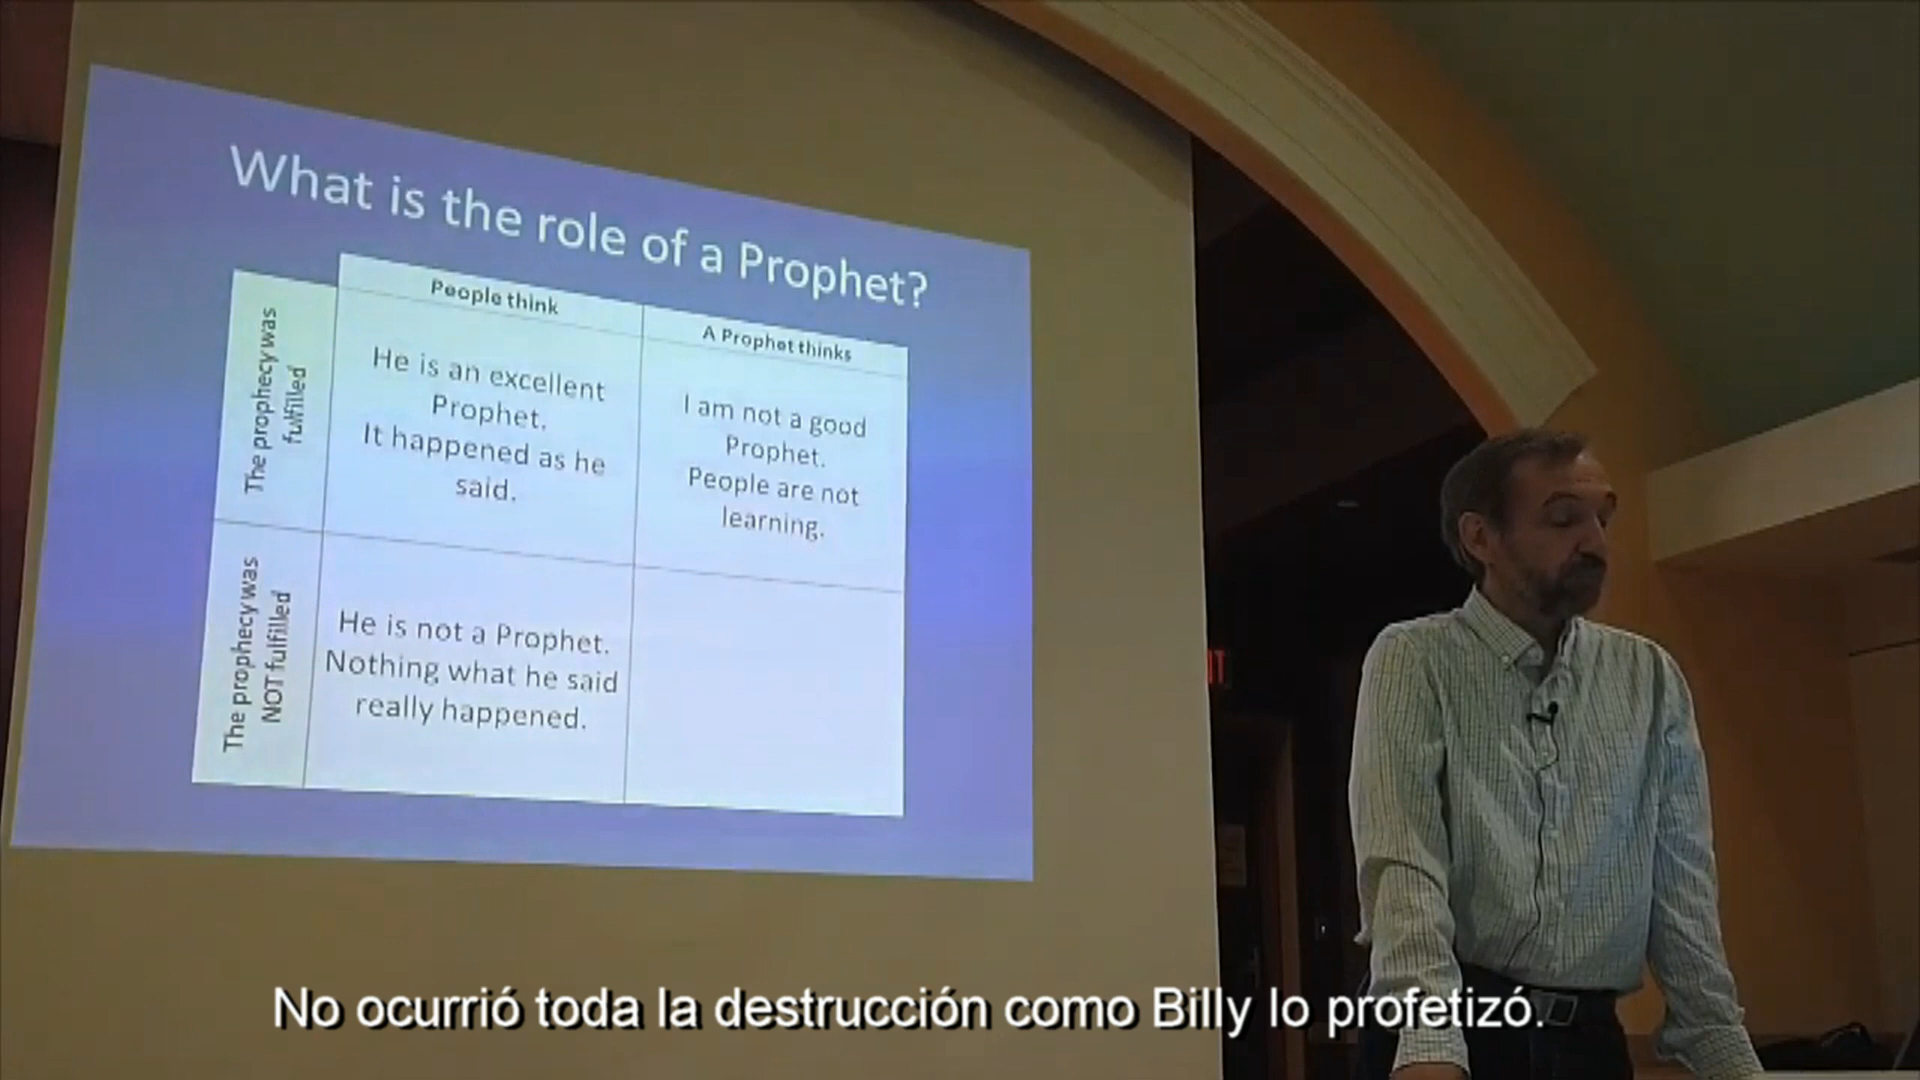 What is the role of a Prophet?
People think
A Prophet thinks
The prophecy was
fulfilled
He is an excellent
Prophet.
It happened as he
said.
I am not a good
Prophet.
People are not
learning.
The prophecy was
NOT fulfilled
He is not a Prophet.
Nothing what he said
really happened.
IT
No ocurrió toda la destrucción como Billy lo profetizó.